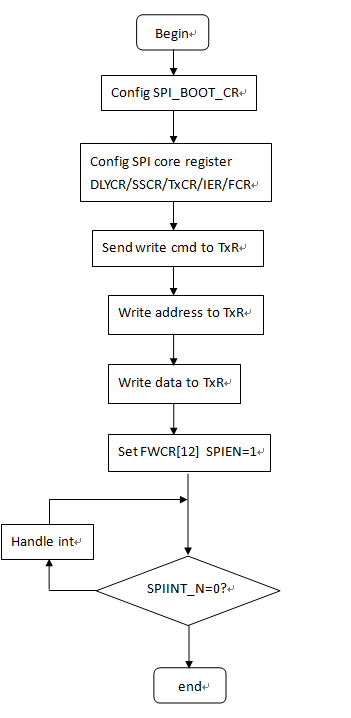 Begin
Config SPI_BOOT_CR
Config SPI core register
DLYCR/SSCR/TxCR/IER/FCR
Send write cmd to TxR
Write address to TxR
Write data to TxR
Set FWCR[12]  SPIEN=1
Handle int
SPIINT_N=0?
end